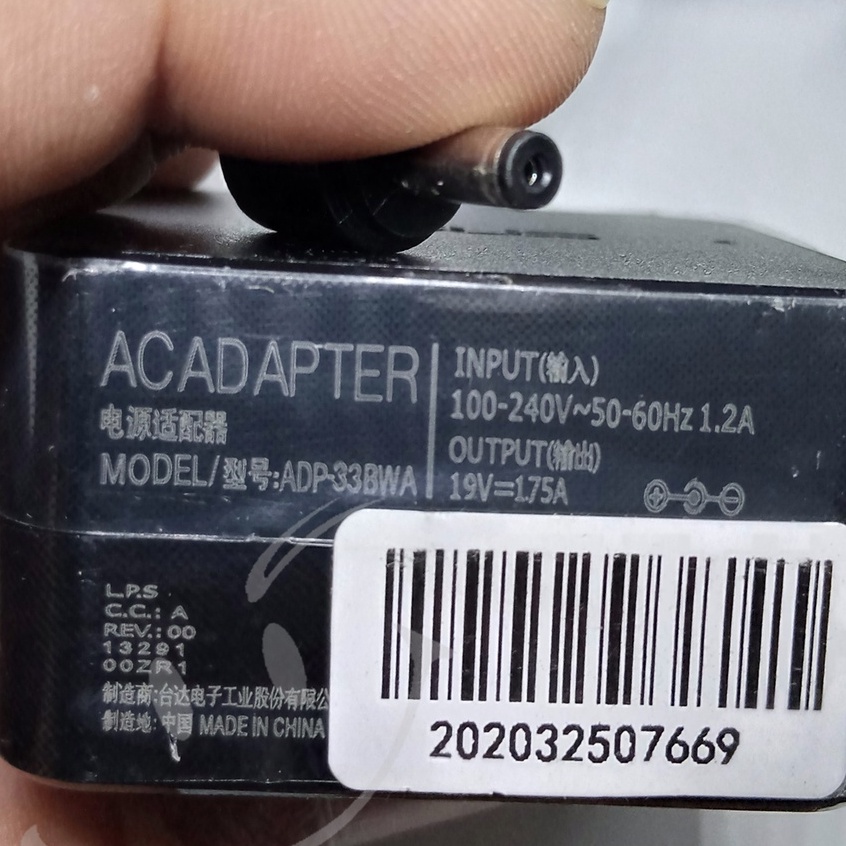 AC ADAPTER
电源适配器
MODEL/型号:ADP-33BWA
INPUT(输入)
100-240V~50-60Hz 1.2A
OUTPUT(输出)
19V=1.75A
L.P.S
C.C.: A
REV.: 00
13291
00ZR1
制造商:台达电子工业股份有限公
制造地: 中国 MADE IN CHINA
202032507669